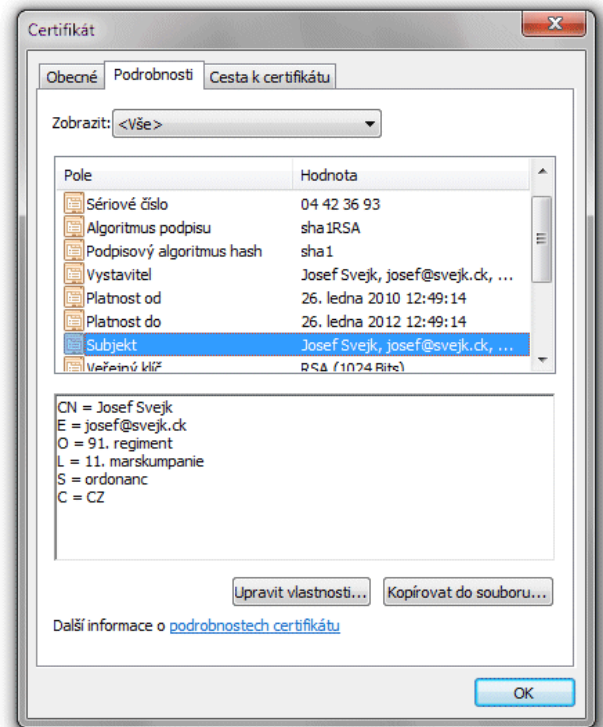 Certifikát
Obecné Podrobnosti Cesta k certifikátu
Zobrazit: <Vše>
Pole Hodnota
Sériové číslo 04 42 36 93
Algoritmus podpisu sha1RSA
Podpisový algoritmus hash sha1
Vystavitel Josef Svejk, josef@svejk.ck, ...
Platnost od 26. ledna 2010 12:49:14
Platnost do 26. ledna 2012 12:49:14
Subjekt Josef Svejk, josef@svejk.ck, ...
Veřejný klíč RSA (1024 Bits)
CN = Josef Svejk
E = josef@svejk.ck
O = 91. regiment
L = 11. marskumpanie
S = ordonanc
C = CZ
Upravit vlastnosti... Kopírovat do souboru...
Další informace o podrobnostech certifikátu
OK